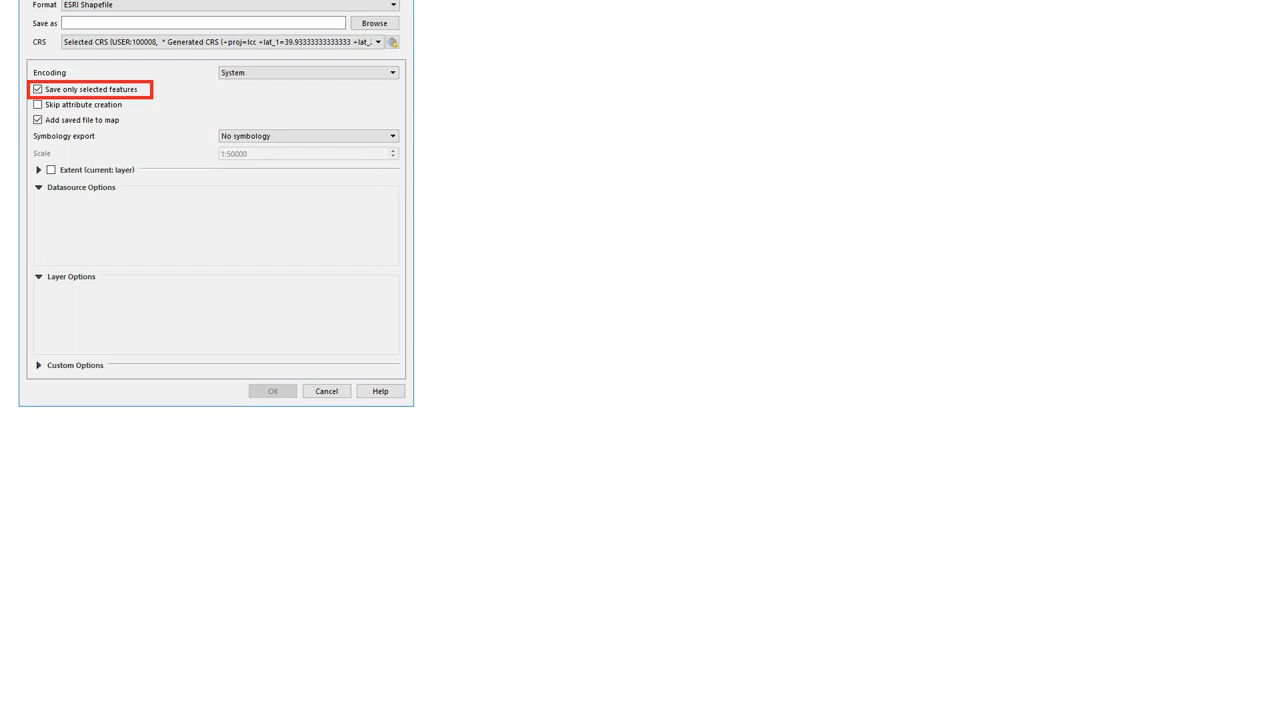 Format ESRI Shapefile
Save as Browse
CRS Selected CRS (USER:100008, * Generated CRS (+proj=lcc +lat_1=39.93333333333333 +lat_
Encoding System
Save only selected features
Skip attribute creation
Add saved file to map
Symbology export No symbology
Scale 1:50000
Extent (current: layer)
Datasource Options
Layer Options
Custom Options
OK Cancel Help